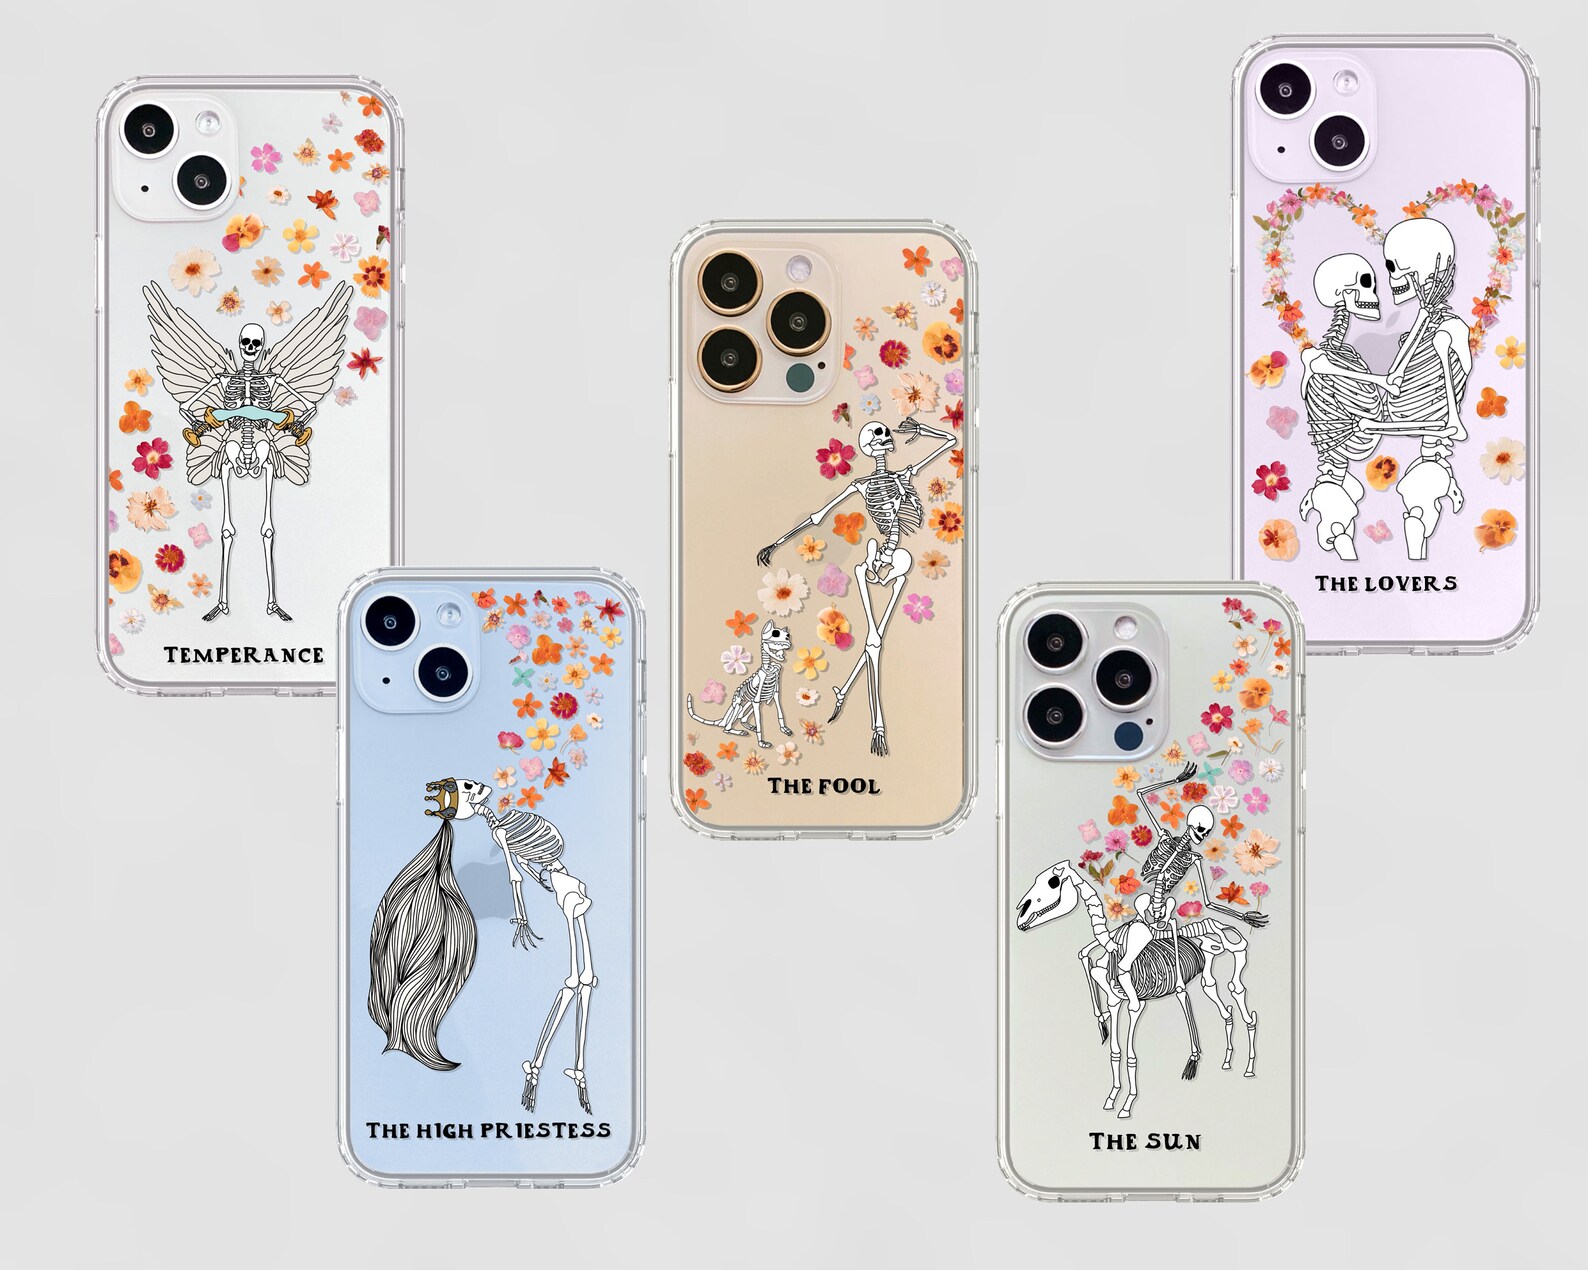 TEMPERANCE
THE HIGH PRIESTESS
THE FOOL
THE SUN
THE LOVERS